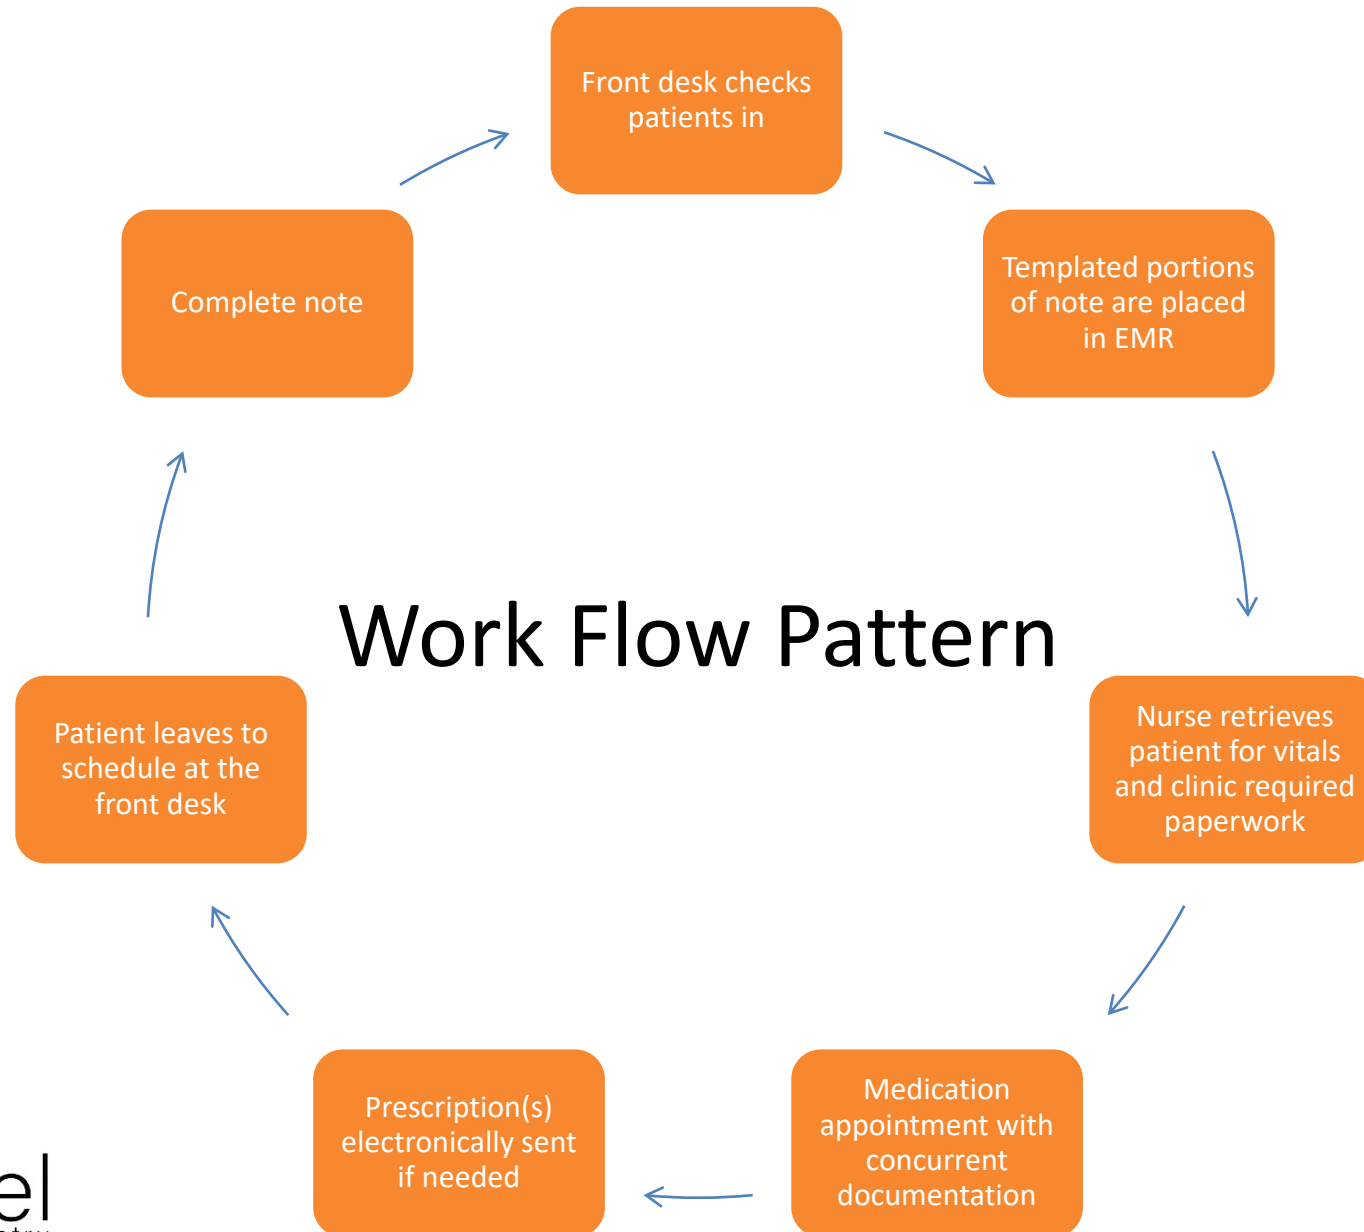 Front desk checks
patients in
Templated portions
of note are placed
in EMR
Nurse retrieves
patient for vitals
and clinic required
paperwork
Medication
appointment with
concurrent
documentation
Prescription(s)
electronically sent
if needed
Patient leaves to
schedule at the
front desk
Complete note
Work Flow Pattern
el